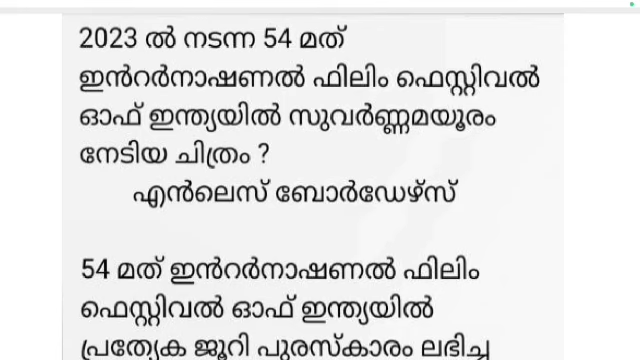 2023 ൽ നടന്ന 54 മത്
ഇൻറർനാഷണൽ ഫിലിം ഫെസ്റ്റിവൽ
ഓഫ് ഇന്ത്യയിൽ സുവർണ്ണമയൂരം
നേടിയ ചിത്രം ?
എൻലെസ് ബോർഡേഴ്സ്
54 മത് ഇൻറർനാഷണൽ ഫിലിം
ഫെസ്റ്റിവൽ ഓഫ് ഇന്ത്യയിൽ
പ്രത്യേക ജൂറി പുരസ്കാരം ലഭിച്ച